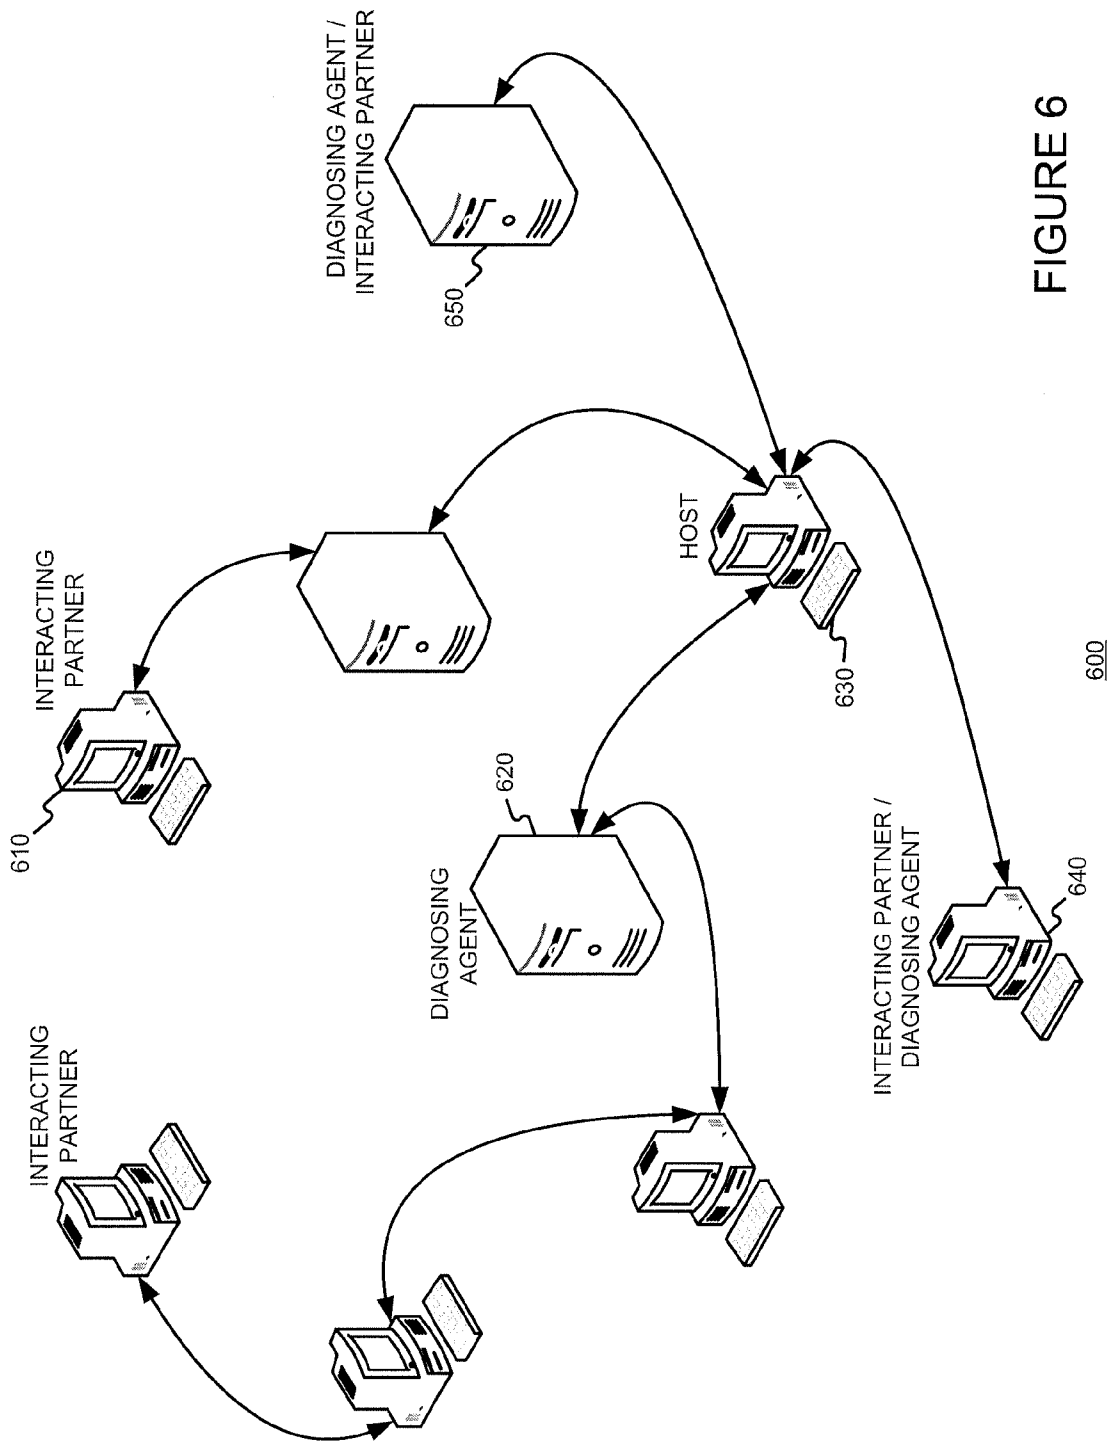 INTERACTING
PARTNER
INTERACTING
PARTNER
610
DIAGNOSING AGENT /
INTERACTING PARTNER
650
DIAGNOSING
AGENT
620
HOST
630
INTERACTING PARTNER /
DIAGNOSING AGENT
640
600
FIGURE 6